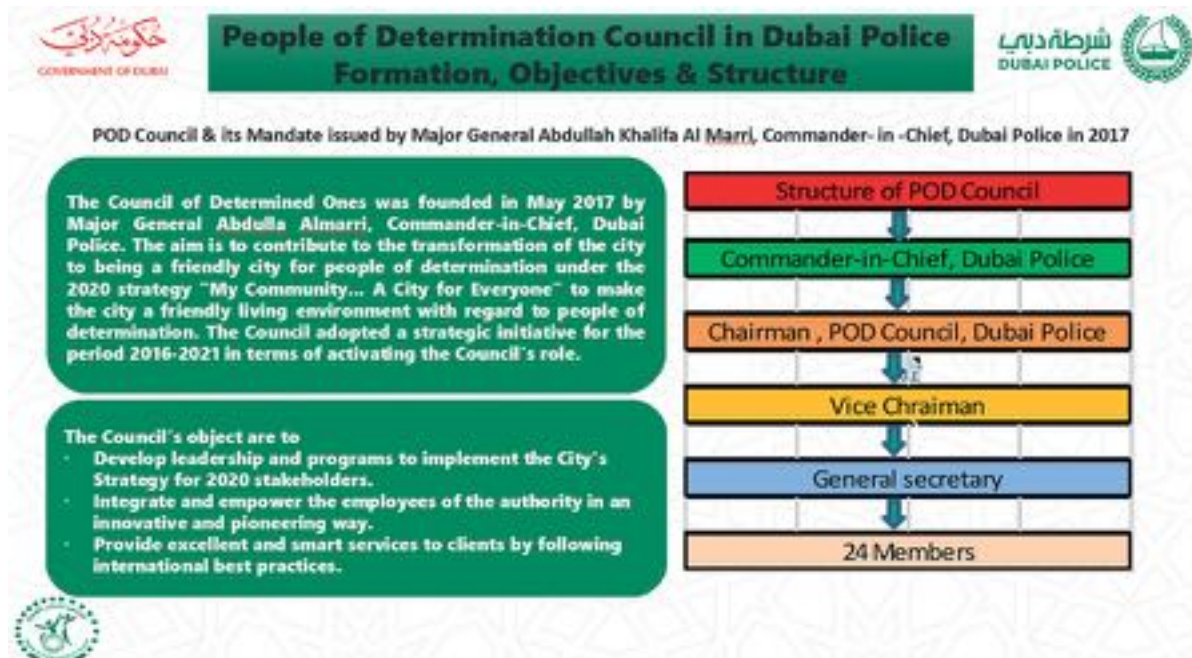 حكومة دبي
GOVERNMENT OF DUBAI
People of Determination Council in Dubai Police
Formation, Objectives & Structure
شرطة دبي
DUBAI POLICE
POD Council & its Mandate issued by Major General Abdullah Khalifa Al Marri, Commander- in -Chief, Dubai Police in 2017
The Council of Determined Ones was founded in May 2017 by
Major General Abdulla Almarri, Commander-in-Chief, Dubai
Police. The aim is to contribute to the transformation of the city
to being a friendly city for people of determination under the
2020 strategy "My Community... A City for Everyone" to make
the city a friendly living environment with regard to people of
determination. The Council adopted a strategic initiative for the
period 2016-2021 in terms of activating the Council's role.
The Council's object are to
· Develop leadership and programs to implement the City's
Strategy for 2020 stakeholders.
· Integrate and empower the employees of the authority in an
innovative and pioneering way.
· Provide excellent and smart services to clients by following
international best practices.
Structure of POD Council
Commander-in-Chief, Dubai Police
Chairman , POD Council, Dubai Police
Vice Chraiman
General secretary
24 Members